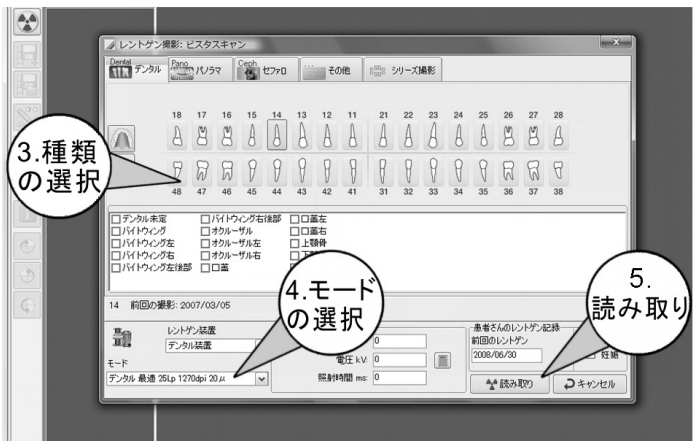 レントゲン撮影: ビスタスキャン
Dental
デンタル
Pano
パノラマ
Ceph
セファロ
その他
シリーズ撮影
18 17 16 15 14 13 12 11 21 22 23 24 25 26 27 28
48 47 46 45 44 43 42 41 31 32 33 34 35 36 37 38
3.種類
の選択
デンタル未定 バイトウィング右後部 口蓋左
バイトウィング オクルーザル 口蓋右
バイトウィング左 オクルーザル左 上顎骨
バイトウィング右 オクルーザル右
バイトウィング左後部 口蓋
14 前回の撮影: 2007/03/05
4.モード
の選択
5.
読み取り
レントゲン装置
デンタル装置
モード
デンタル 最適 25Lp 1270dpi 20μ
0
電圧 kV: 0
照射時間 ms: 0
患者さんのレントゲン記録
前回のレントゲン
2008/06/30
妊娠
読み取り
キャンセル